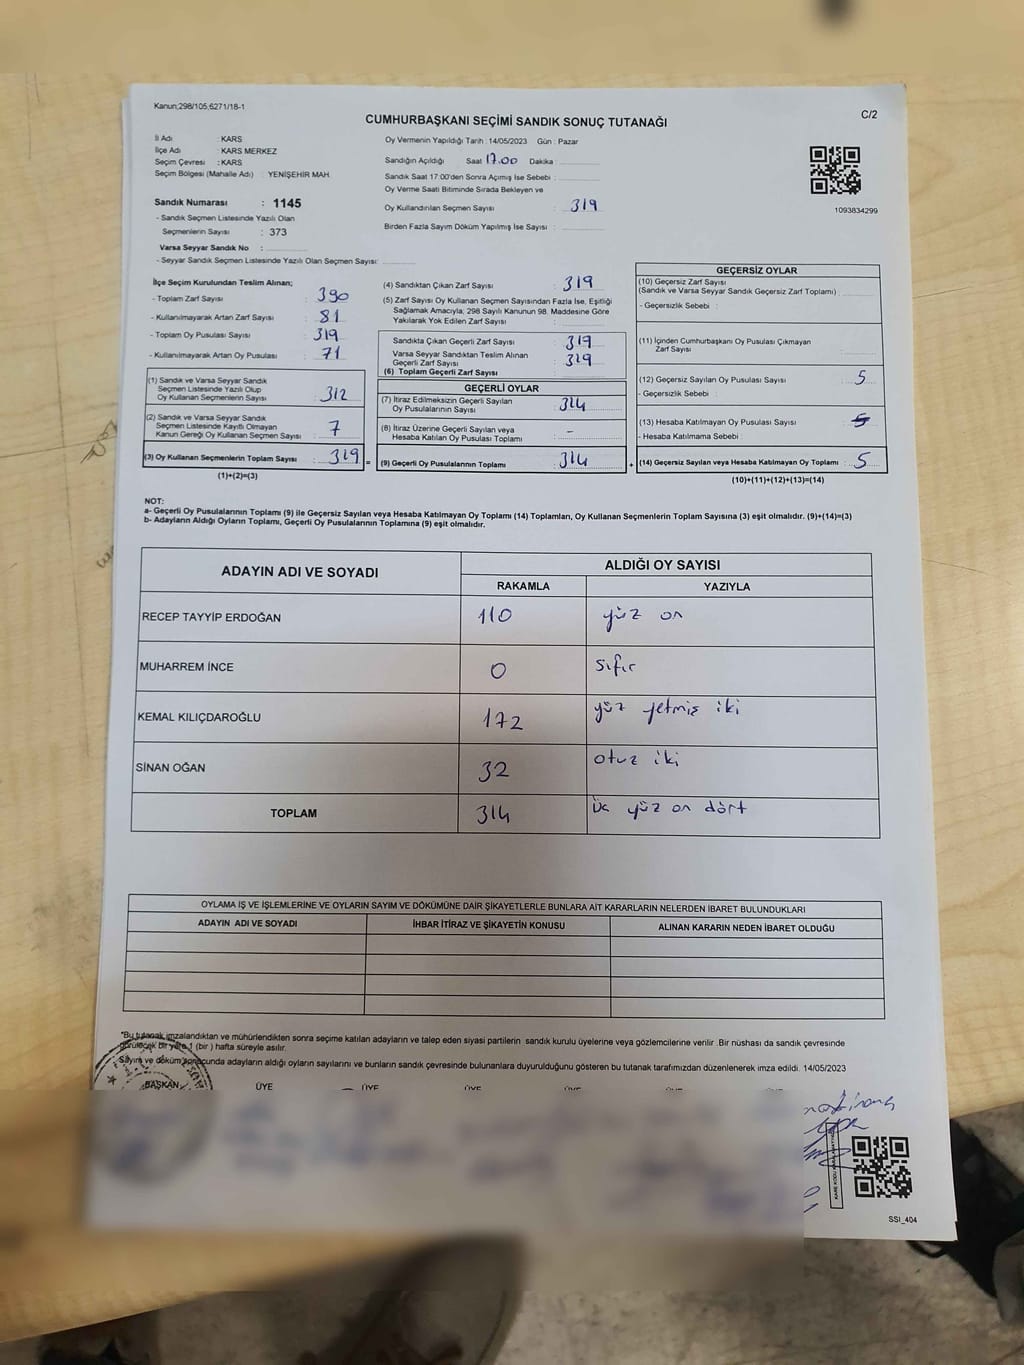 Kanun;298/105,6271/18-1
C/2
CUMHURBAŞKANI SEÇİMİ SANDIK SONUÇ TUTANAĞI
İl Adı : KARS
İlçe Adı : KARS MERKEZ
Seçim Çevresi : KARS
Seçim Bölgesi (Mahalle Adı) : YENİŞEHİR MAH.
Oy Vermenin Yapıldığı Tarih : 14/05/2023 Gün : Pazar
Sandığın Açıldığı Saat 17.00 Dakika :
Sandık Saat 17.00'den Sonra Açımış İse Sebebi :
Oy Verme Saati Bitiminde Sırada Bekleyen ve
Oy Kullandırılan Seçmen Sayısı : 319
Birden Fazla Sayım Döküm Yapılmış İse Sayısı :
1093834299
Sandık Numarası : 1145
- Sandık Seçmen Listesinde Yazılı Olan
Seçmenlerin Sayısı : 373
Varsa Seyyar Sandık No :
- Seyyar Sandık Seçmen Listesinde Yazılı Olan Seçmen Sayısı:
İlçe Seçim Kurulundan Teslim Alınan;
- Toplam Zarf Sayısı : 390
- Kullanılmayarak Artan Zarf Sayısı : 81
- Toplam Oy Pusulası Sayısı : 319
- Kullanılmayarak Artan Oy Pusulası : 71
(1) Sandık ve Varsa Seyyar Sandık
Seçmen Listesinde Yazılı Olup
Oy Kullanan Seçmenlerin Sayısı : 312
(2) Sandık ve Varsa Seyyar Sandık
Seçmen Listesinde Kayıtlı Olmayan
Kanun Gereği Oy Kullanan Seçmen Sayısı : 7
(3) Oy Kullanan Seçmenlerin Toplam Sayısı : 319 =
(1)+(2)=(3)
(4) Sandıktan Çıkan Zarf Sayısı : 319
(5) Zarf Sayısı Oy Kullanan Seçmen Sayısından Fazla İse, Eşitliği
Sağlamak Amacıyla; 298 Sayılı Kanunun 98. Maddesine Göre
Yakılarak Yok Edilen Zarf Sayısı :
Sandıkta Çıkan Geçerli Zarf Sayısı : 319
Varsa Seyyar Sandıktan Teslim Alınan
Geçerli Zarf Sayısı : 319
(6) Toplam Geçerli Zarf Sayısı :
GEÇERLİ OYLAR
(7) İtiraz Edilmeksizin Geçerli Sayılan
Oy Pusulalarının Sayısı : 314
(8) İtiraz Üzerine Geçerli Sayılan veya
Hesaba Katılan Oy Pusulası Toplamı : -
(9) Geçerli Oy Pusulalarının Toplamı : 314 +
GEÇERSİZ OYLAR
(10) Geçersiz Zarf Sayısı
(Sandık ve Varsa Seyyar Sandık Geçersiz Zarf Toplamı) :
- Geçersizlik Sebebi :
(11) İçinden Cumhurbaşkanı Oy Pusulası Çıkmayan
Zarf Sayısı :
(12) Geçersiz Sayılan Oy Pusulası Sayısı : 5
- Geçersizlik Sebebi :
(13) Hesaba Katılmayan Oy Pusulası Sayısı : 5
- Hesaba Katılmama Sebebi :
(14) Geçersiz Sayılan veya Hesaba Katılmayan Oy Toplamı : 5
(10)+(11)+(12)+(13)=(14)
NOT:
a- Geçerli Oy Pusulalarının Toplamı (9) ile Geçersiz Sayılan veya Hesaba Katılmayan Oy Toplamı (14) Toplamları, Oy Kullanan Seçmenlerin Toplam Sayısına (3) eşit olmalıdır. (9)+(14)=(3)
b- Adayların Aldığı Oyların Toplamı, Geçerli Oy Pusulalarının Toplamına (9) eşit olmalıdır.
ADAYIN ADI VE SOYADI
ALDIĞI OY SAYISI
RAKAMLA YAZIYLA
RECEP TAYYİP ERDOĞAN 110 yüz on
MUHARREM İNCE 0 sıfır
KEMAL KILIÇDAROĞLU 172 yüz yetmiş iki
SİNAN OĞAN 32 otuz iki
TOPLAM 314 üç yüz on dört
OYLAMA İŞ VE İŞLEMLERİNE VE OYLARIN SAYIM VE DÖKÜMÜNE DAİR ŞİKAYETLERLE BUNLARA AİT KARARLARIN NELERDEN İBARET BULUNDUKLARI
ADAYIN ADI VE SOYADI İHBAR İTİRAZ VE ŞİKAYETİN KONUSU ALINAN KARARIN NEDEN İBARET OLDUĞU
"Bu tutanak imzalandıktan ve mühürlendikten sonra seçime katılan adayların ve talep eden siyasi partilerin sandık kurulu üyelerine veya gözlemcilerine verilir .Bir nüshası da sandık çevresinde
görülecek bir yere 1 (bir ) hafta süreyle asılır.
Sayım ve döküm sonucunda adayların aldığı oyların sayılarını ve bunların sandık çevresinde bulunanlara duyurulduğunu gösteren bu tutanak tarafımızdan düzenlenerek imza edildi. 14/05/2023
BAŞKAN ÜYE ÜYE ÜYE ÜYE ÜYE ÜYE
SSİ_404